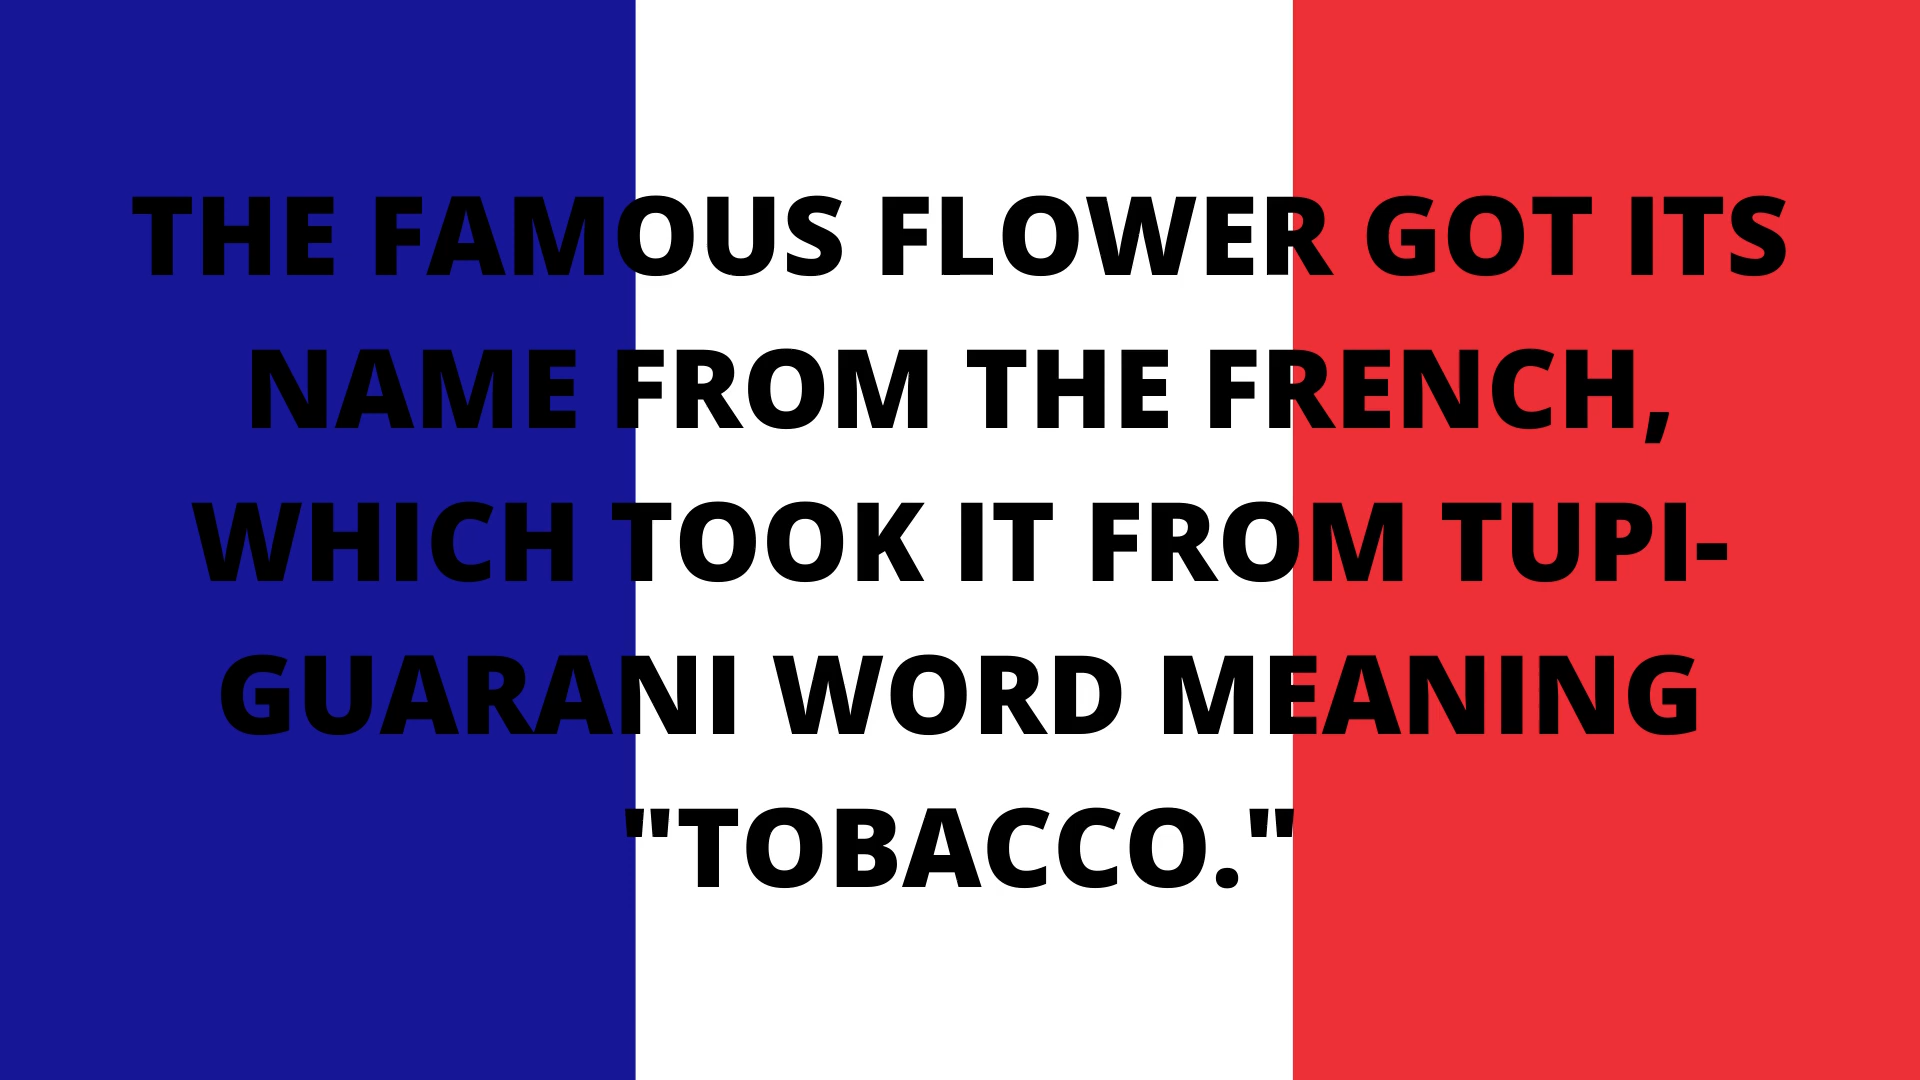 THE FAMOUS FLOWER GOT ITS
NAME FROM THE FRENCH,
WHICH TOOK IT FROM TUPI-
GUARANI WORD MEANING
"TOBACCO."